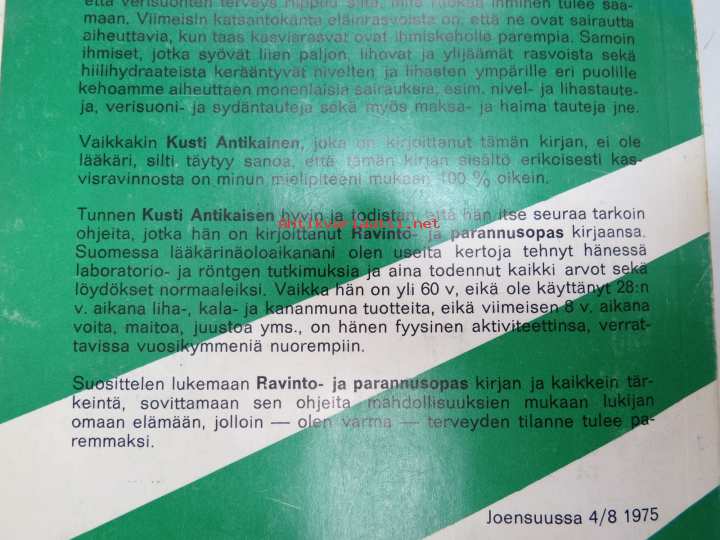 että verisuonten terveys riippuu siitä, mitä ruokaa ihminen tulee saa-
maan. Viimeisin katsantokanta eläinrasvoista on, että ne ovat sairautta
aiheuttavia, kun taas kasvisrasvat ovat ihmiskeholle parempia. Samoin
ihmiset, jotka syövät liian paljon, lihovat ja ylijäämät rasvoista sekä
hiilihydraateista kerääntyvät nivelten ja lihasten ympärille eri puolille
kehoamme aiheuttaen monenlaisia sairauksia, esim. nivel- ja lihastaute-
ja, verisuoni- ja sydäntauteja sekä myös maksa- ja haima tauteja jne.
Vaikkakin Kusti Antikainen, joka on kirjoittanut tämän kirjan, ei ole
lääkäri, silti täytyy sanoa, että tämän kirjan sisältö erikoisesti kas-
visravinnosta on minun mielipiteeni mukaan 100 % oikein.
Tunnen Kusti Antikaisen hyvin ja todistan, että hän itse seuraa tarkoin
Antikvariaatti.net
ohjeita, jotka hän on kirjoittanut Ravinto- ja parannusopas kirjaansa.
Suomessa lääkärinäoloaikanani olen useita kertoja tehnyt hänessä
laboratorio- ja röntgen tutkimuksia ja aina todennut kaikki arvot sekä
löydökset normaaleiksi. Vaikka hän on yli 60 v, eikä ole käyttänyt 28:n
v. aikana liha-, kala- ja kananmuna tuotteita, eikä viimeisen 8 v. aikana
voita, maitoa, juustoa yms., on hänen fyysinen aktiviteettinsa, verrat-
tavissa vuosikymmeniä nuorempiin.
Suosittelen lukemaan Ravinto- ja parannusopas kirjan ja kaikkein tär-
keintä, sovittamaan sen ohjeita mahdollisuuksien mukaan lukijan
omaan elämään, jolloin — olen varma — terveyden tilanne tulee pa-
remmaksi.
Joensuussa 4/8 1975